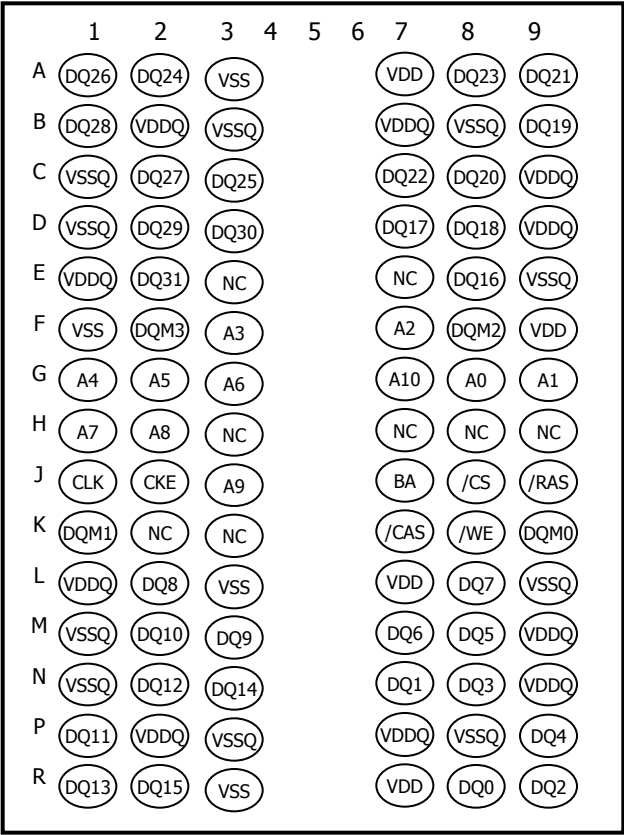 1 2 3 4 5 6 7 8 9
A DQ26 DQ24 VSS VDD DQ23 DQ21
B DQ28 VDDQ VSSQ VDDQ VSSQ DQ19
C VSSQ DQ27 DQ25 DQ22 DQ20 VDDQ
D VSSQ DQ29 DQ30 DQ17 DQ18 VDDQ
E VDDQ DQ31 NC NC DQ16 VSSQ
F VSS DQM3 A3 A2 DQM2 VDD
G A4 A5 A6 A10 A0 A1
H A7 A8 NC NC NC NC
J CLK CKE A9 BA /CS /RAS
K DQM1 NC NC /CAS /WE DQM0
L VDDQ DQ8 VSS VDD DQ7 VSSQ
M VSSQ DQ10 DQ9 DQ6 DQ5 VDDQ
N VSSQ DQ12 DQ14 DQ1 DQ3 VDDQ
P DQ11 VDDQ VSSQ VDDQ VSSQ DQ4
R DQ13 DQ15 VSS VDD DQ0 DQ2